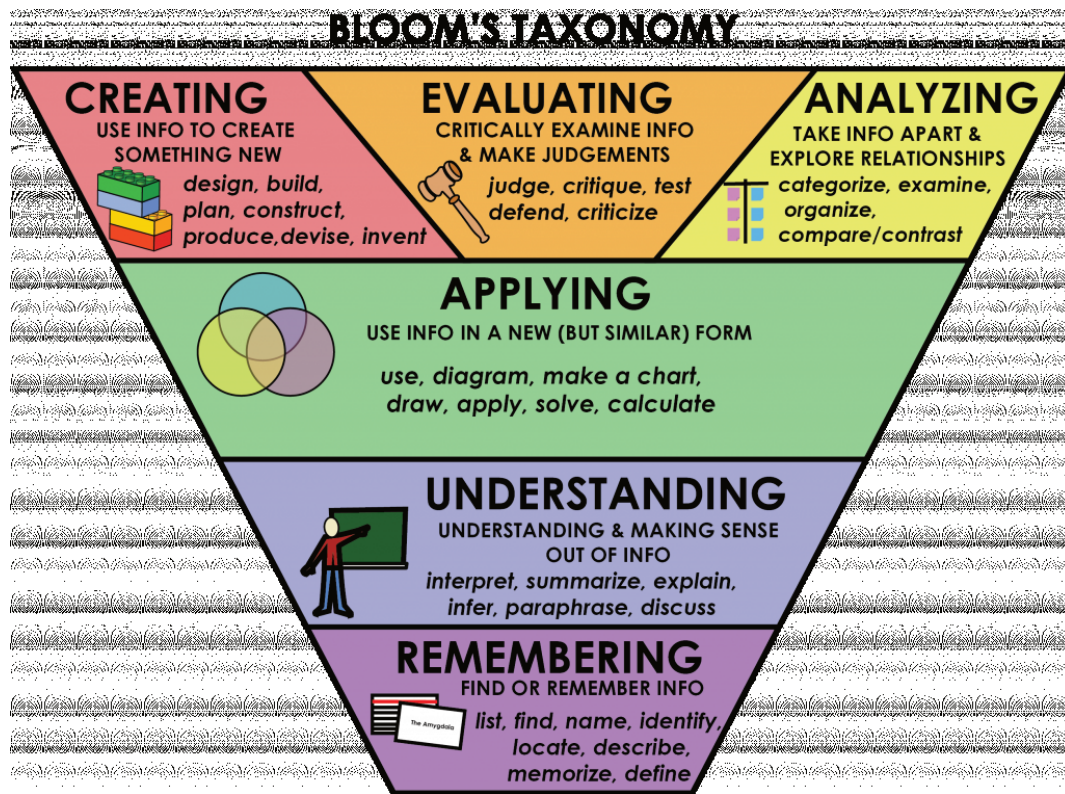 BLOOM'S TAXONOMY
CREATING
USE INFO TO CREATE
SOMETHING NEW
design, build,
plan, construct,
produce,devise, invent
EVALUATING
CRITICALLY EXAMINE INFO
& MAKE JUDGEMENTS
judge, critique, test
defend, criticize
ANALYZING
TAKE INFO APART &
EXPLORE RELATIONSHIPS
categorize, examine,
organize,
compare/contrast
APPLYING
USE INFO IN A NEW (BUT SIMILAR) FORM
use, diagram, make a chart,
draw, apply, solve, calculate
UNDERSTANDING
UNDERSTANDING & MAKING SENSE
OUT OF INFO
interpret, summarize, explain,
infer, paraphrase, discuss
REMEMBERING
FIND OR REMEMBER INFO
The Amygdala
list, find, name, identify,
locate, describe,
memorize, define